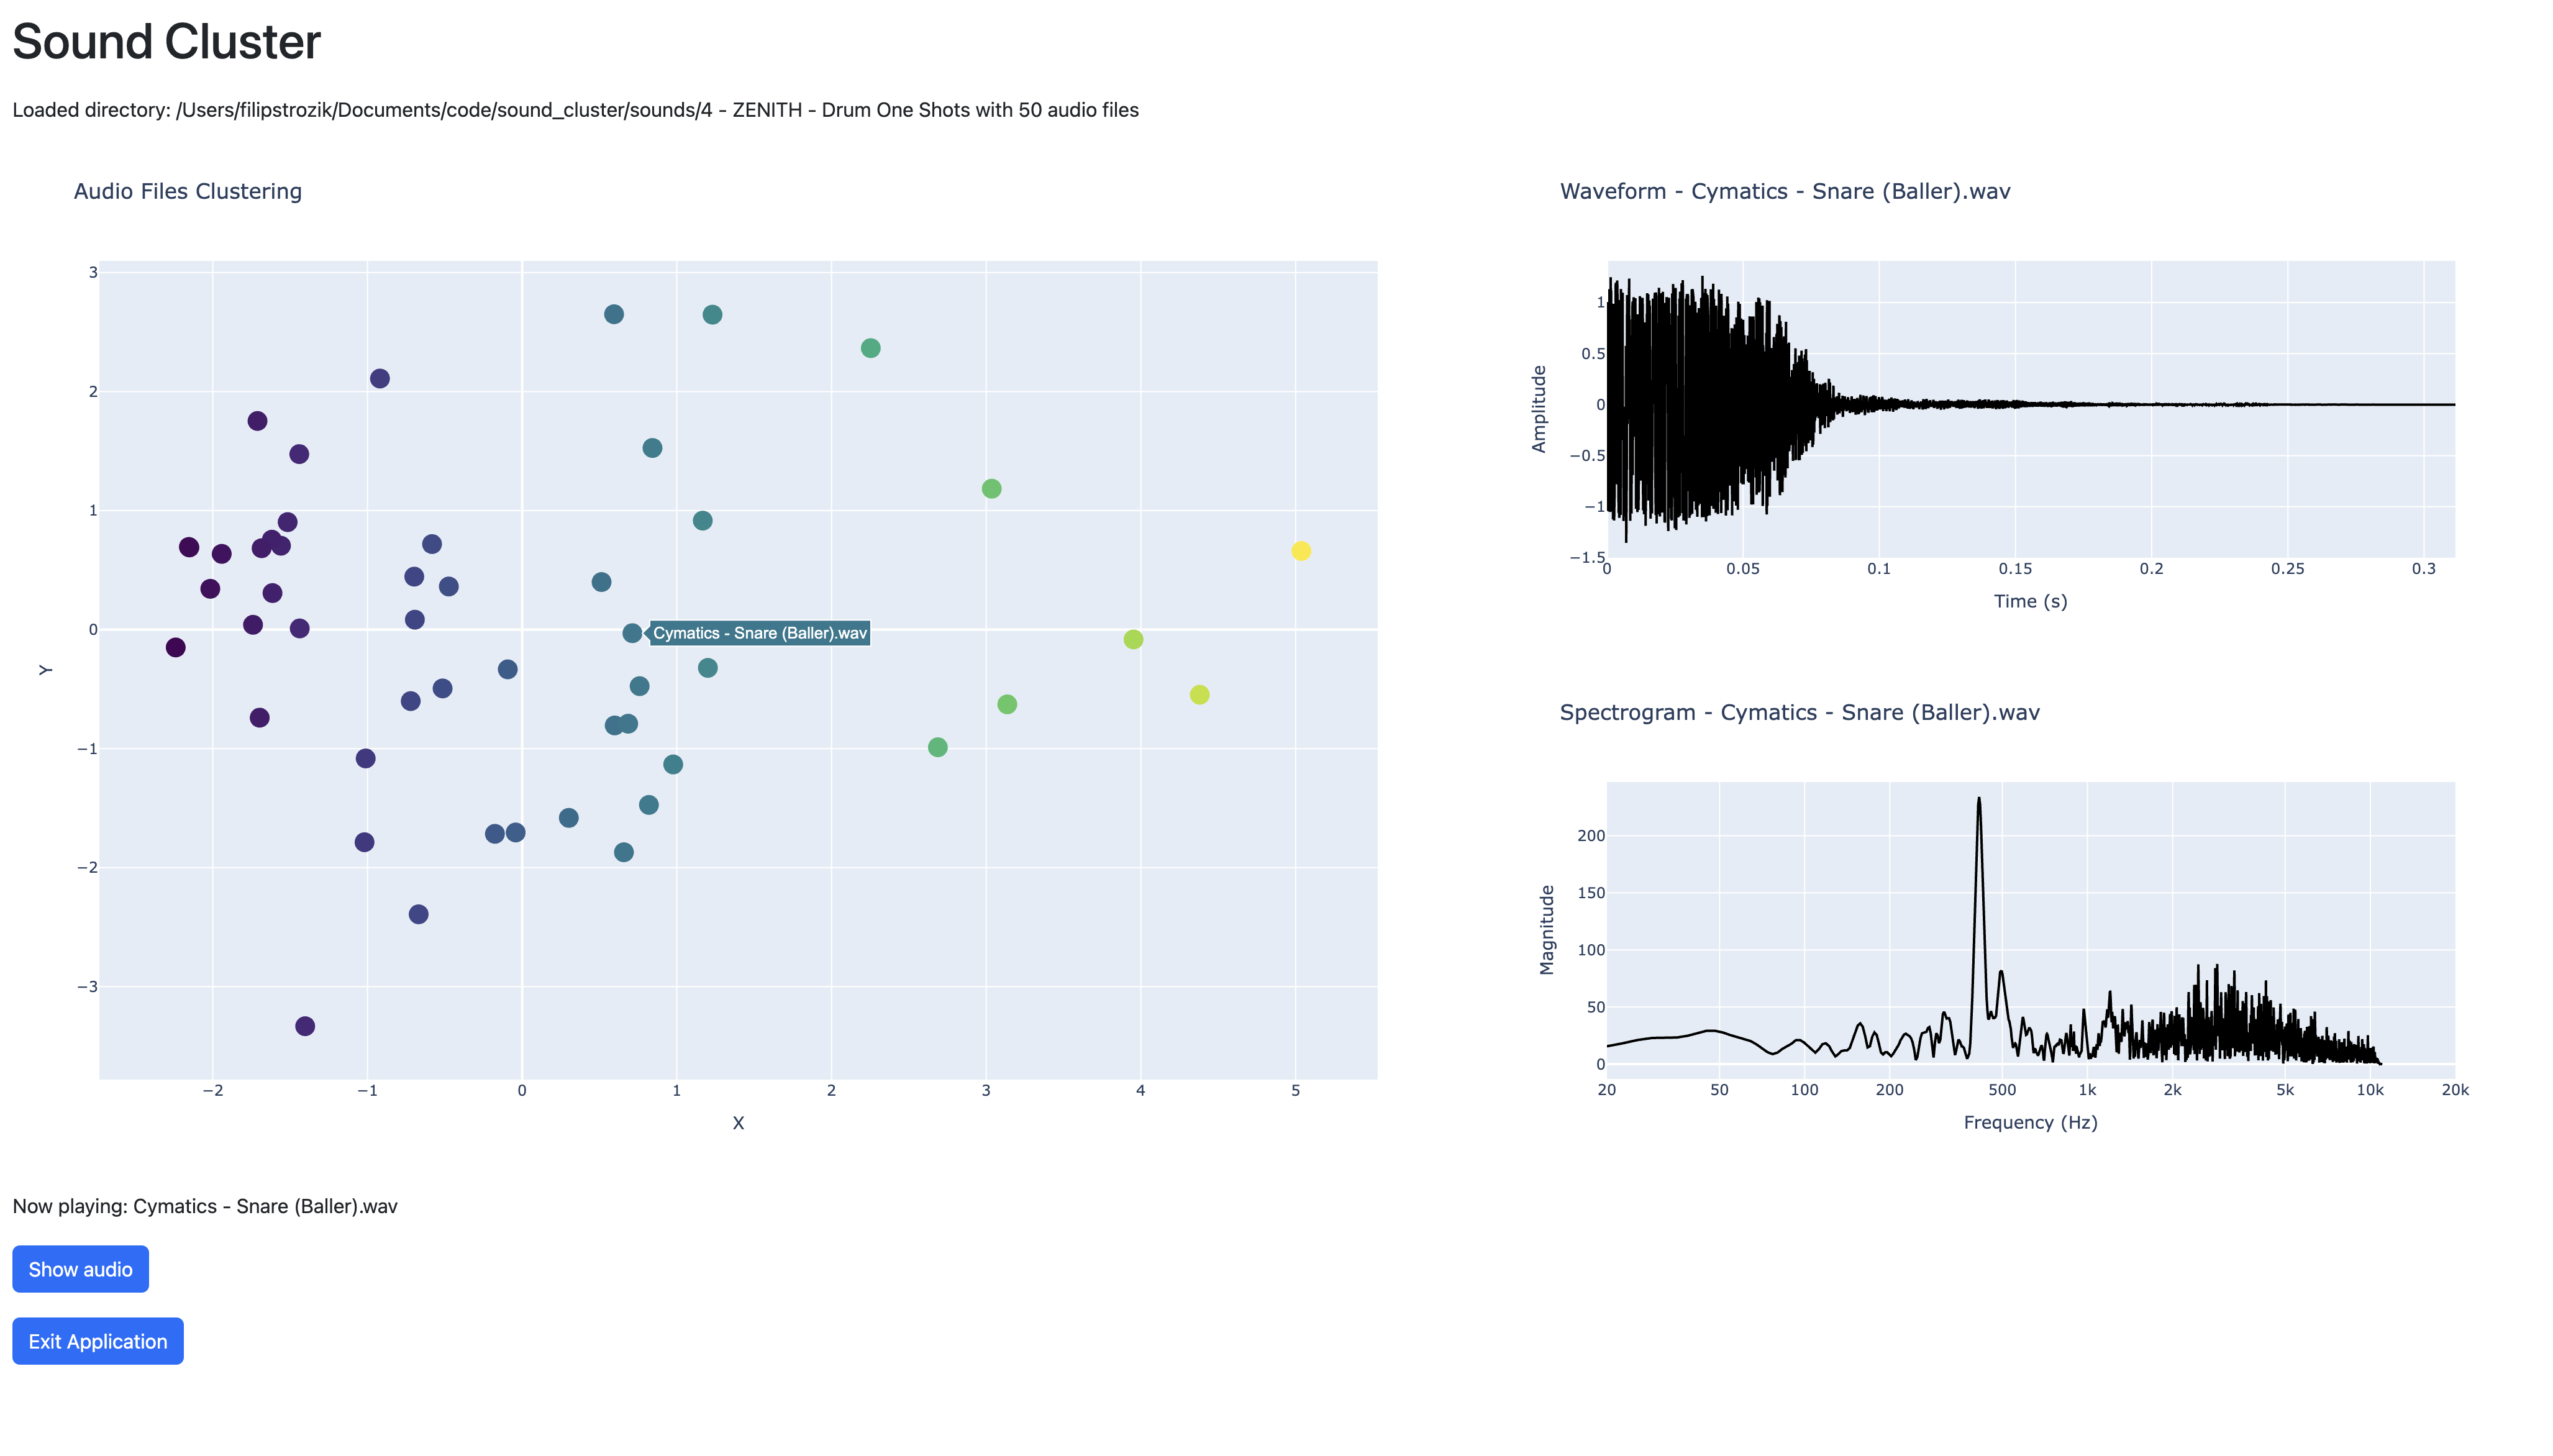 Sound Cluster
Loaded directory: /Users/filipstrozik/Documents/code/sound_cluster/sounds/4 - ZENITH - Drum One Shots with 50 audio files
Audio Files Clustering
3
2
1
0
−1
−2
−3
Y
−2
−1
0
1
2
3
4
5
X
Cymatics - Snare (Baller).wav
Waveform - Cymatics - Snare (Baller).wav
1
0.5
0
−0.5
−1
−1.5
Amplitude
0
0.05
0.1
0.15
0.2
0.25
0.3
Time (s)
Spectrogram - Cymatics - Snare (Baller).wav
200
150
100
50
0
Magnitude
20
50
100
200
500
1k
2k
5k
10k
20k
Frequency (Hz)
Now playing: Cymatics - Snare (Baller).wav
Show audio
Exit Application